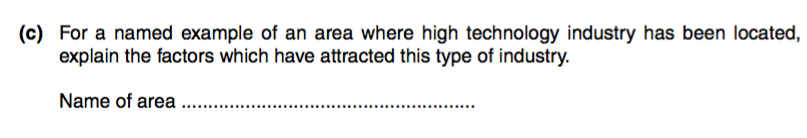 (c) For a named example of an area where high technology industry has been located,
explain the factors which have attracted this type of industry.
Name of area ........................................................